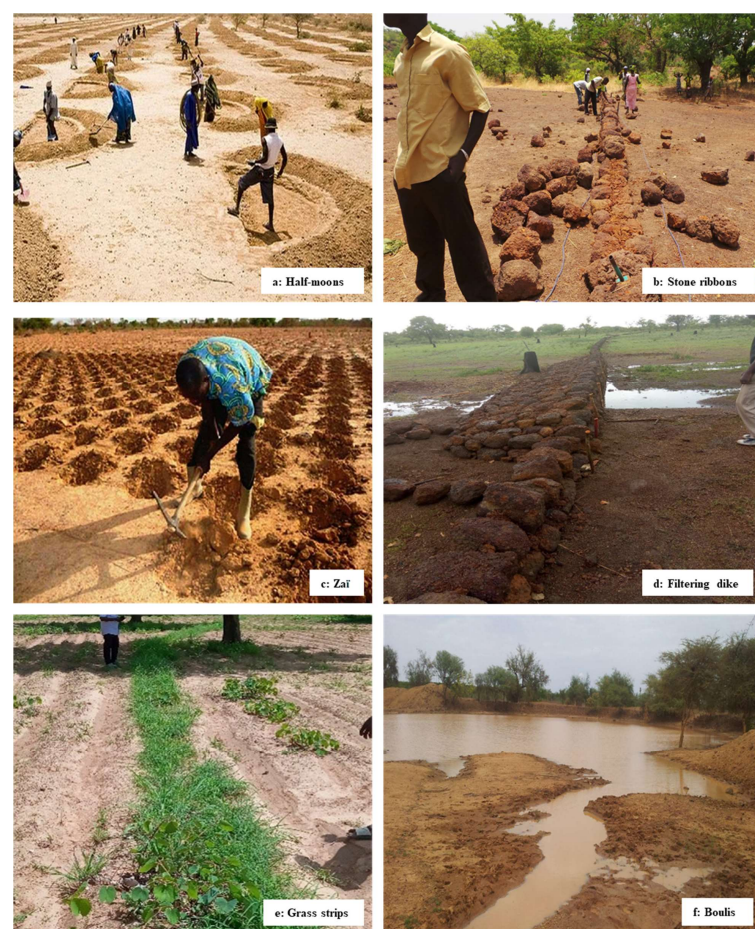 a: Half-moons
b: Stone ribbons
c: Zaï
d: Filtering dike
e: Grass strips
f: Boulis